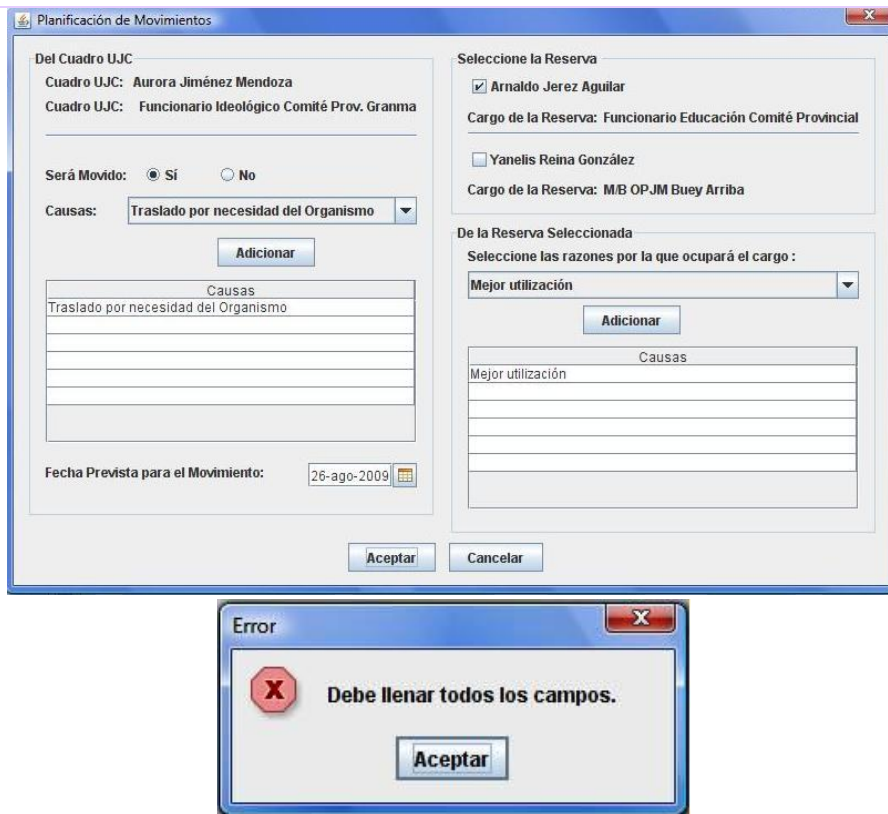 Planificación de Movimientos
Del Cuadro UJC
Cuadro UJC: Aurora Jiménez Mendoza
Cuadro UJC: Funcionario Ideológico Comité Prov. Granma
Será Movido: Sí No
Causas: Traslado por necesidad del Organismo
Adicionar
Causas
Traslado por necesidad del Organismo
Fecha Prevista para el Movimiento: 26-ago-2009
Seleccione la Reserva
Arnaldo Jerez Aguilar
Cargo de la Reserva: Funcionario Educación Comité Provincial
Yanelis Reina González
Cargo de la Reserva: M/B OPJM Buey Arriba
De la Reserva Seleccionada
Seleccione las razones por la que ocupará el cargo :
Mejor utilización
Adicionar
Causas
Mejor utilización
Aceptar Cancelar
Error
Debe llenar todos los campos.
Aceptar